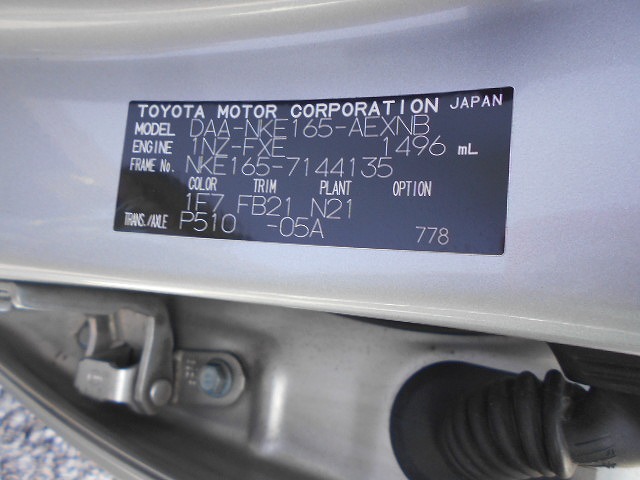 TOYOTA MOTOR CORPORATION JAPAN
MODEL DAA-NKE165-AEXNB
ENGINE 1NZ-FXE 1496 mL
FRAME No. NKE165-7144135
COLOR TRIM PLANT OPTION
1F7 FB21 N21
TRANS./AXLE P510 -05A 778